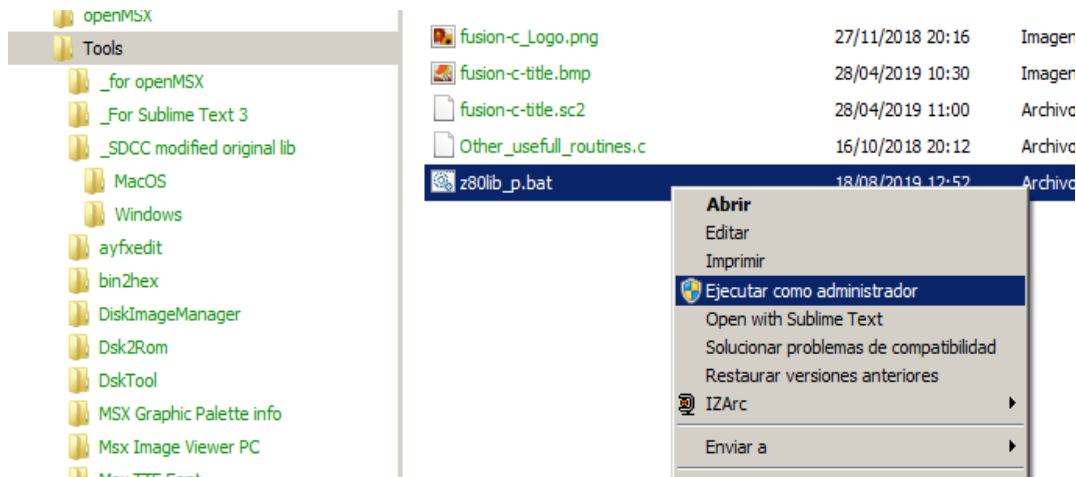 openMSX
Tools
_for openMSX
_For Sublime Text 3
_SDCC modified original lib
MacOS
Windows
ayfxedit
bin2hex
DiskImageManager
Dsk2Rom
DskTool
MSX Graphic Palette info
Msx Image Viewer PC
fusion-c_Logo.png 27/11/2018 20:16 Imagen
fusion-c-title.bmp 28/04/2019 10:30 Imagen
fusion-c-title.sc2 28/04/2019 11:00 Archivo
Other_usefull_routines.c 16/10/2018 20:12 Archivo
z80lib_p.bat 18/08/2019 12:52 Archivo
Abrir
Editar
Imprimir
Ejecutar como administrador
Open with Sublime Text
Solucionar problemas de compatibilidad
Restaurar versiones anteriores
IZArc
Enviar a